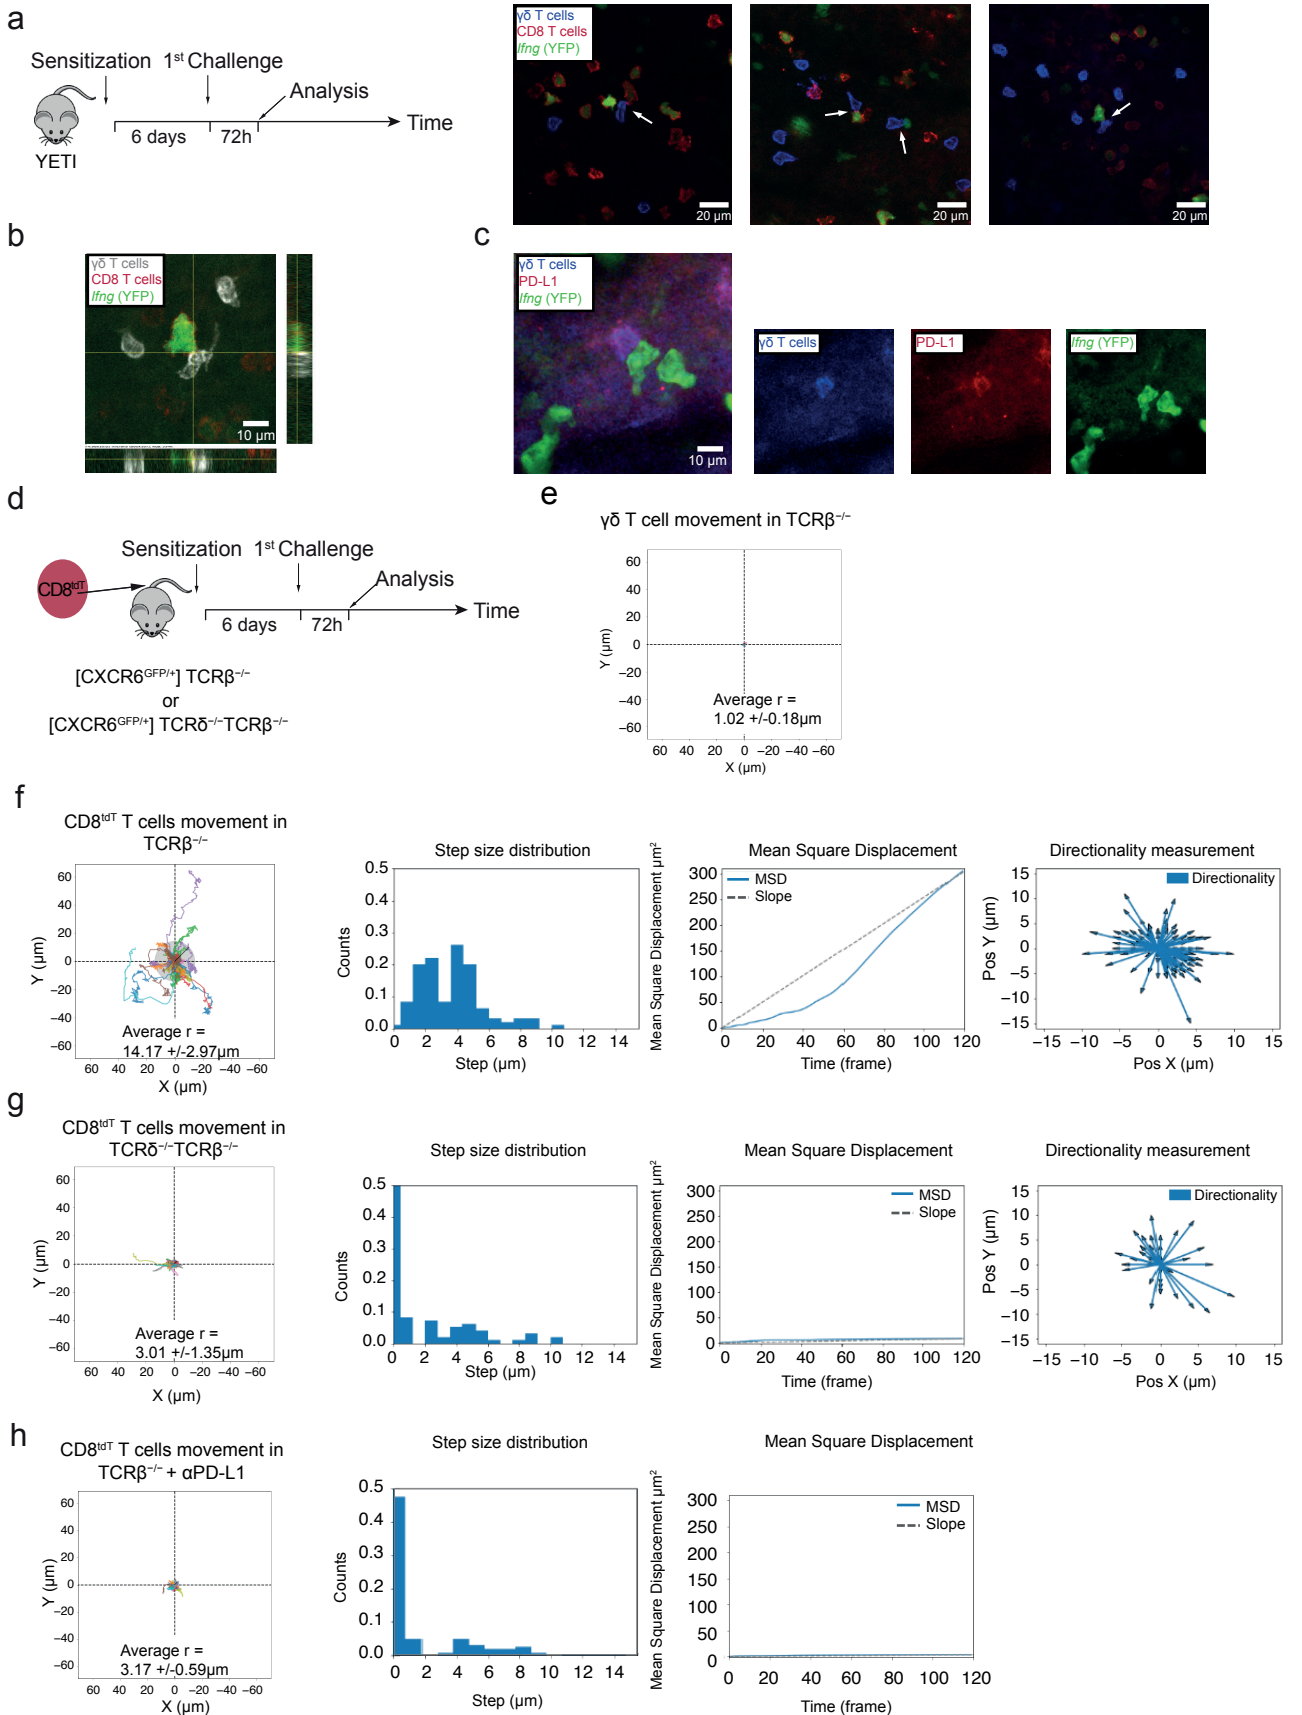 a
Sensitization 1st Challenge
Analysis
Time
6 days
72h
YETI
γδ T cells
CD8 T cells
Ifng (YFP)
20 µm
20 µm
20 µm
b
γδ T cells
CD8 T cells
Ifng (YFP)
10 µm
c
γδ T cells
PD-L1
Ifng (YFP)
10 µm
γδ T cells
PD-L1
Ifng (YFP)
d
Sensitization 1st Challenge
CD8tdT
Analysis
Time
6 days
72h
[CXCR6GFP/+] TCRβ−/−
or
[CXCR6GFP/+] TCRδ−/−TCRβ−/−
e
γδ T cell movement in TCRβ−/−
60
40
20
0
−20
−40
−60
Y (µm)
Average r =
1.02 +/-0.18µm
60 40 20 0 −20 −40 −60
X (µm)
f
CD8tdT T cells movement in
TCRβ−/−
60
40
20
0
−20
−40
−60
Y (µm)
Average r =
14.17 +/-2.97µm
60 40 20 0 −20 −40 −60
X (µm)
Step size distribution
0.5
0.4
0.3
0.2
0.1
0.0
Counts
0 2 4 6 8 10 12 14
Step (µm)
Mean Square Displacement
Mean Square Displacement µm2
300
250
200
150
100
50
0
MSD
Slope
0 20 40 60 80 100 120
Time (frame)
Directionality measurement
Directionality
15
10
5
0
−5
−10
−15
Pos Y (µm)
−15 −10 −5 0 5 10 15
Pos X (µm)
g
CD8tdT T cells movement in
TCRδ−/−TCRβ−/−
60
40
20
0
−20
−40
−60
Y (µm)
Average r =
3.01 +/-1.35µm
60 40 20 0 −20 −40 −60
X (µm)
Step size distribution
0.5
0.4
0.3
0.2
0.1
0.0
Counts
0 2 4 6 8 10 12 14
Step (µm)
Mean Square Displacement
Mean Square Displacement µm2
300
250
200
150
100
50
0
MSD
Slope
0 20 40 60 80 100 120
Time (frame)
Directionality measurement
Directionality
15
10
5
0
−5
−10
−15
Pos Y (µm)
−15 −10 −5 0 5 10 15
Pos X (µm)
h
CD8tdT T cells movement in
TCRβ−/− + αPD-L1
60
40
20
0
−20
−40
−60
Y (µm)
Average r =
3.17 +/-0.59µm
60 40 20 0 −20 −40 −60
X (µm)
Step size distribution
0.5
0.4
0.3
0.2
0.1
0.0
Counts
0 2 4 6 8 10 12 14
Step (µm)
Mean Square Displacement
Mean Square Displacement µm2
300
250
200
150
100
50
0
MSD
Slope
0 20 40 60 80 100 120
Time (frame)